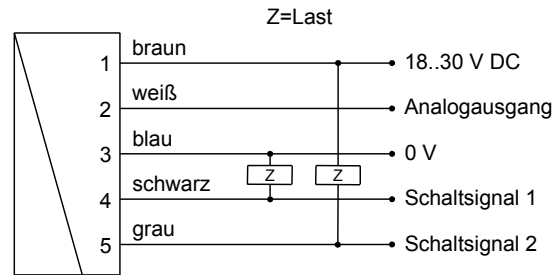 Z=Last
1 braun 18..30 V DC
2 weiß Analogausgang
3 blau 0 V
Z Z
4 schwarz Schaltsignal 1
5 grau Schaltsignal 2